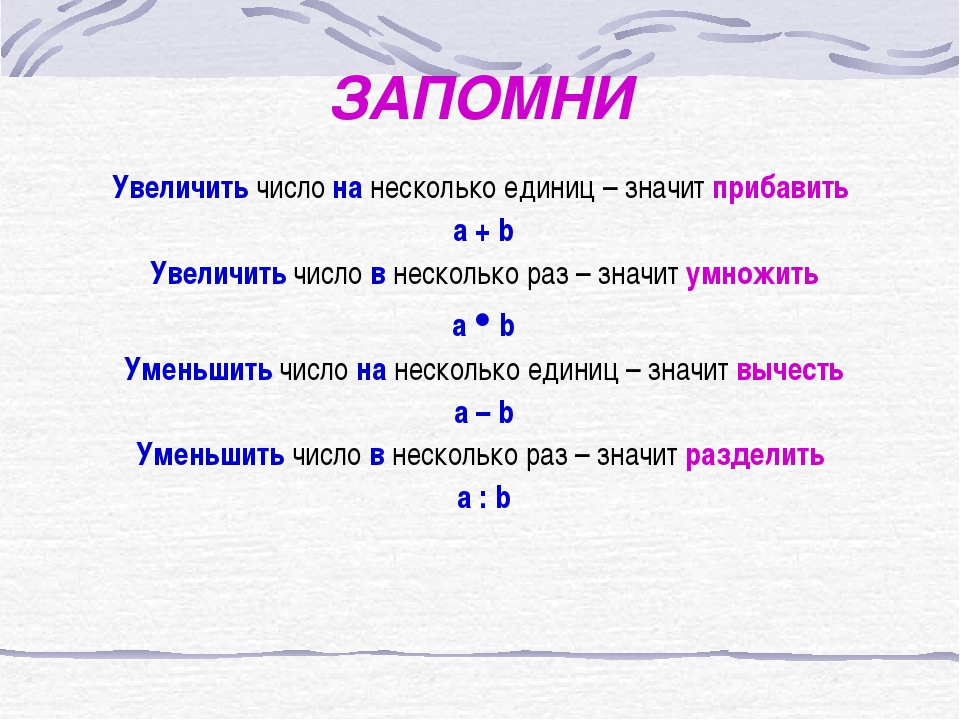 ЗАПОМНИ
Увеличить число на несколько единиц – значит прибавить
a + b
Увеличить число в несколько раз – значит умножить
a • b
Уменьшить число на несколько единиц – значит вычесть
a – b
Уменьшить число в несколько раз – значит разделить
a : b